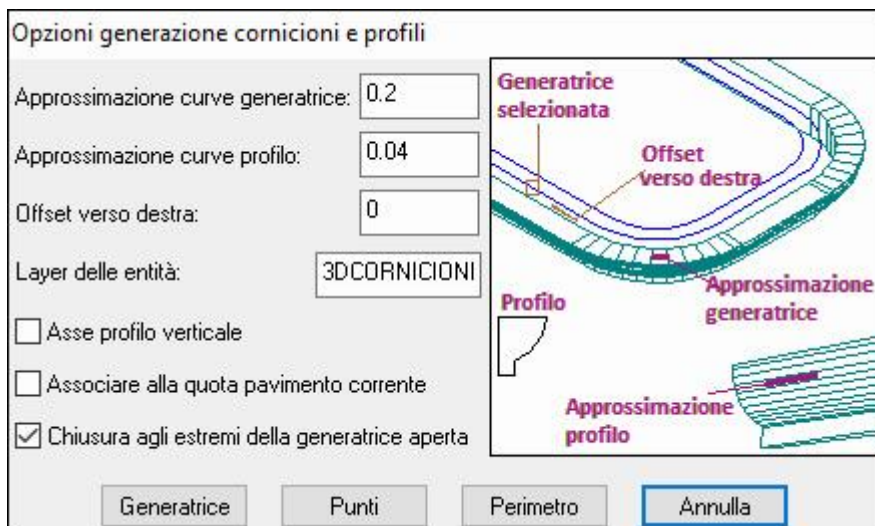 Opzioni generazione cornicioni e profili
Approssimazione curve generatrice: 0.2
Approssimazione curve profilo: 0.04
Offset verso destra: 0
Layer delle entità: 3DCORNICIONI
Asse profilo verticale
Associare alla quota pavimento corrente
Chiusura agli estremi della generatrice aperta
Generatrice
selezionata
Offset
verso destra
Approssimazione
generatrice
Profilo
Approssimazione
profilo
Generatrice Punti Perimetro Annulla